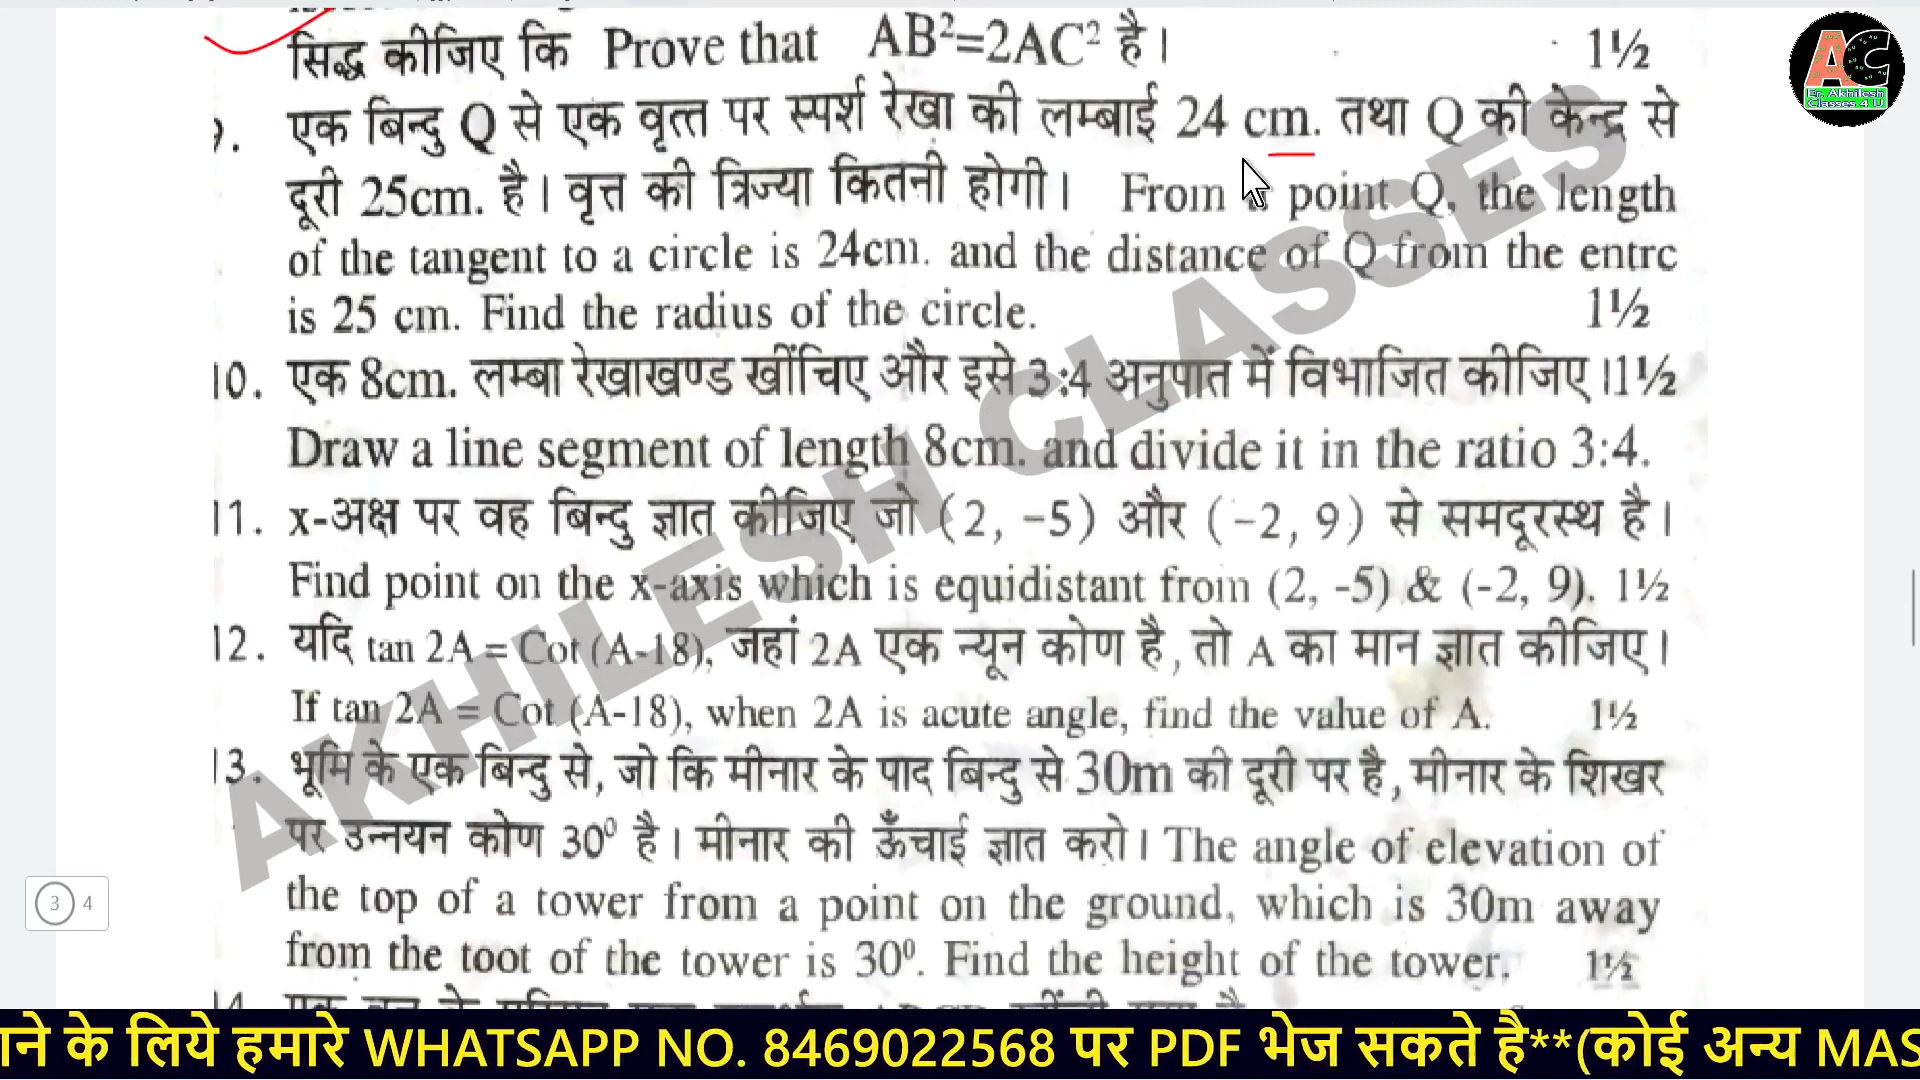 सिद्ध कीजिए कि Prove that AB²=2AC² है। 1½
9. एक बिन्दु Q से एक वृत्त पर स्पर्श रेखा की लम्बाई 24 cm. तथा Q की केन्द्र से
दूरी 25cm. है। वृत्त की त्रिज्या कितनी होगी। From a point Q, the length
of the tangent to a circle is 24cm. and the distance of Q from the entrc
is 25 cm. Find the radius of the circle. 1½
10. एक 8cm. लम्बा रेखाखण्ड खींचिए और इसे 3:4 अनुपात में विभाजित कीजिए।1½
Draw a line segment of length 8cm. and divide it in the ratio 3:4.
11. x-अक्ष पर वह बिन्दु ज्ञात कीजिए जो (2, -5) और (-2, 9) से समदूरस्थ है।
Find point on the x-axis which is equidistant from (2, -5) & (-2, 9). 1½
12. यदि tan 2A = Cot (A-18), जहां 2A एक न्यून कोण है, तो A का मान ज्ञात कीजिए।
If tan 2A = Cot (A-18), when 2A is acute angle, find the value of A. 1½
13. भूमि के एक बिन्दु से, जो कि मीनार के पाद बिन्दु से 30m की दूरी पर है, मीनार के शिखर
पर उन्नयन कोण 30⁰ है। मीनार की ऊँचाई ज्ञात करो। The angle of elevation of
the top of a tower from a point on the ground, which is 30m away
from the toot of the tower is 30⁰. Find the height of the tower. 1½
AKHILESH CLASSES
AC
Er. Akhilesh
Classes 4 U
3 4
ाने के लिये हमारे WHATSAPP NO. 8469022568 पर PDF भेज सकते है**(कोई अन्य MAS